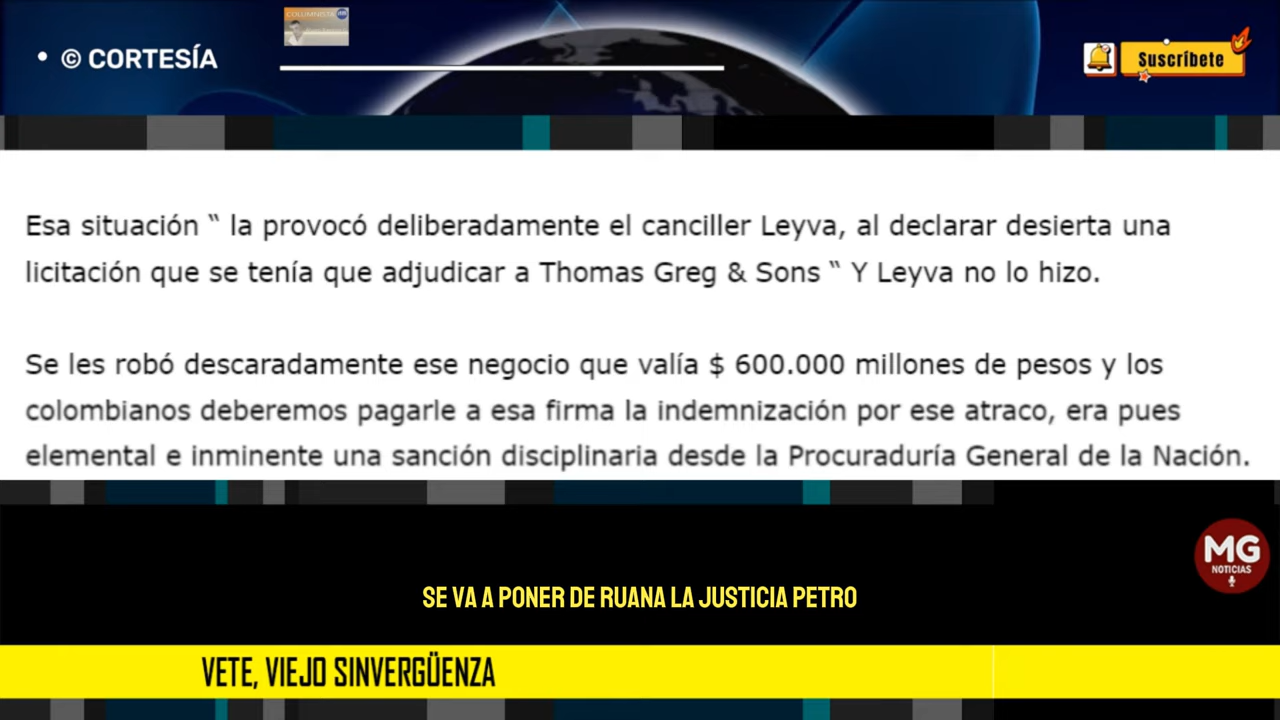 • © CORTESÍA
COLUMNISTA
Suscríbete
Esa situación “ la provocó deliberadamente el canciller Leyva, al declarar desierta una
licitación que se tenía que adjudicar a Thomas Greg & Sons “ Y Leyva no lo hizo.
Se les robó descaradamente ese negocio que valía $ 600.000 millones de pesos y los
colombianos deberemos pagarle a esa firma la indemnización por ese atraco, era pues
elemental e inminente una sanción disciplinaria desde la Procuraduría General de la Nación.
MG
NOTICIAS
SE VA A PONER DE RUANA LA JUSTICIA PETRO
VETE, VIEJO SINVERGÜENZA